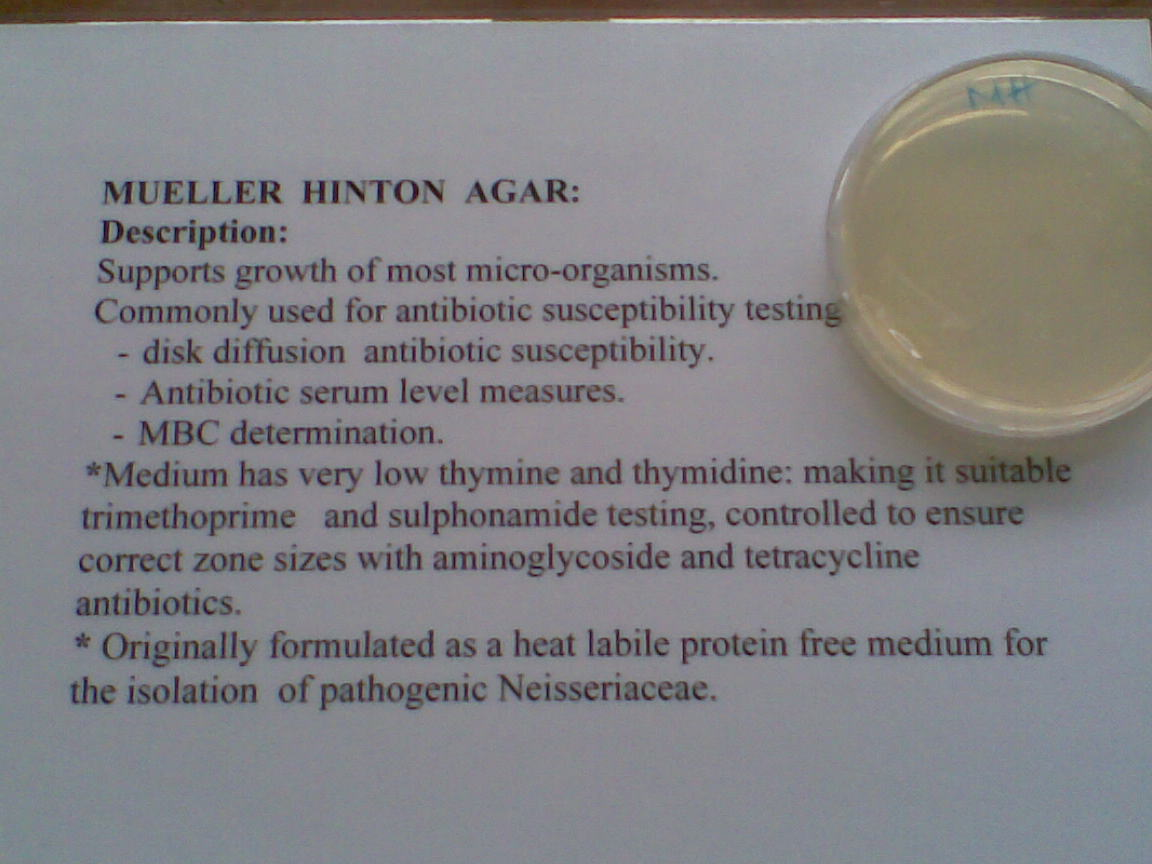 MH
MUELLER HINTON AGAR:
Description:
Supports growth of most micro-organisms.
Commonly used for antibiotic susceptibility testing
- disk diffusion antibiotic susceptibility.
- Antibiotic serum level measures.
- MBC determination.
*Medium has very low thymine and thymidine: making it suitable
trimethoprime and sulphonamide testing, controlled to ensure
correct zone sizes with aminoglycoside and tetracycline
antibiotics.
* Originally formulated as a heat labile protein free medium for
the isolation of pathogenic Neisseriaceae.